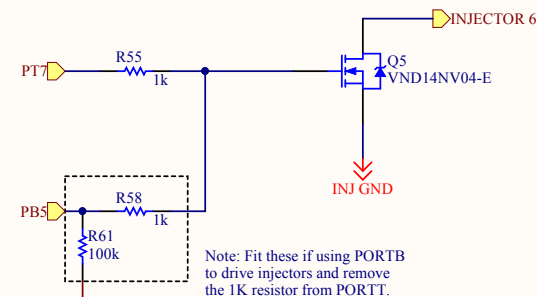 INJECTOR 6
R55
Q5
PT7
1k
VND14NV04-E
INJ GND
R58
PB5
1k
R61
100k
Note: Fit these if using PORTB
to drive injectors and remove
the 1K resistor from PORTT.